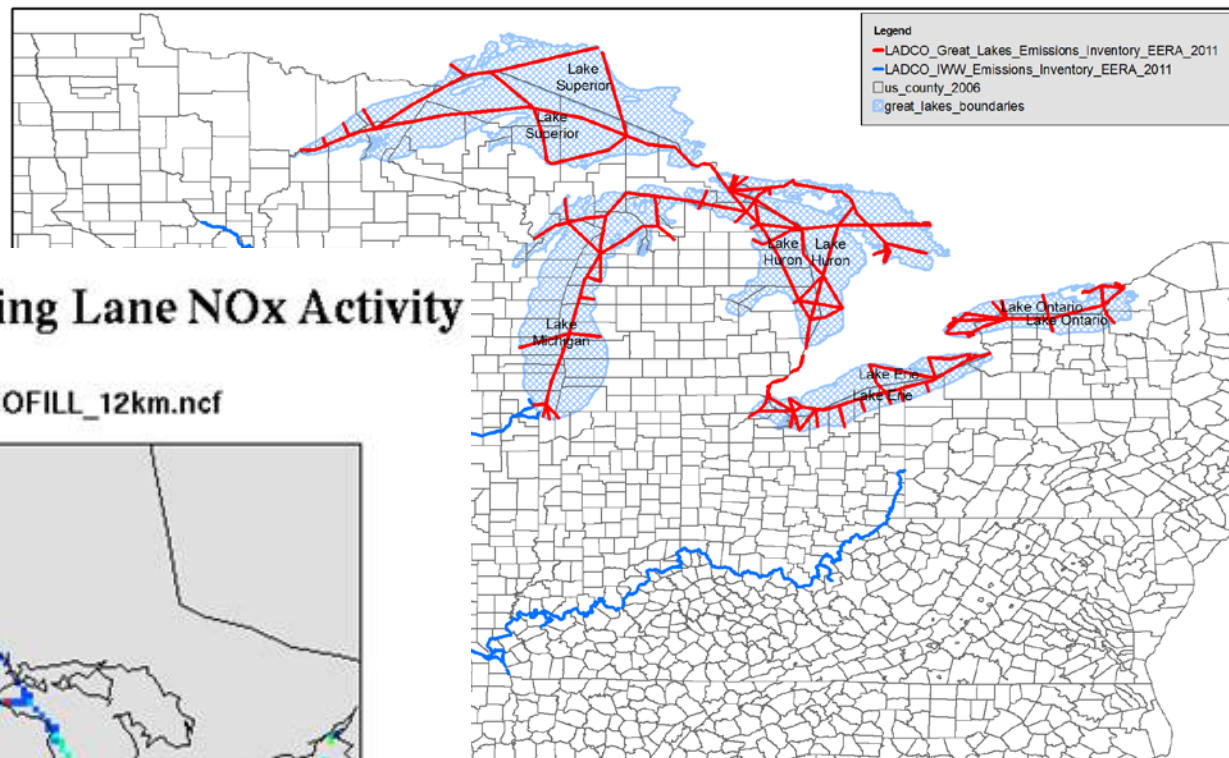 Legend
LADCO_Great_Lakes_Emissions_Inventory_EERA_2011
LADCO_IWW_Emissions_Inventory_EERA_2011
us_county_2006
great_lakes_boundaries
Lake
Superior
Lake
Superior
Lake
Huron
Lake
Huron
Lake
Michigan
Lake Ontario
Lake Ontario
Lake Erie
Lake Erie
ing Lane NOx Activity
OFILL_12km.ncf